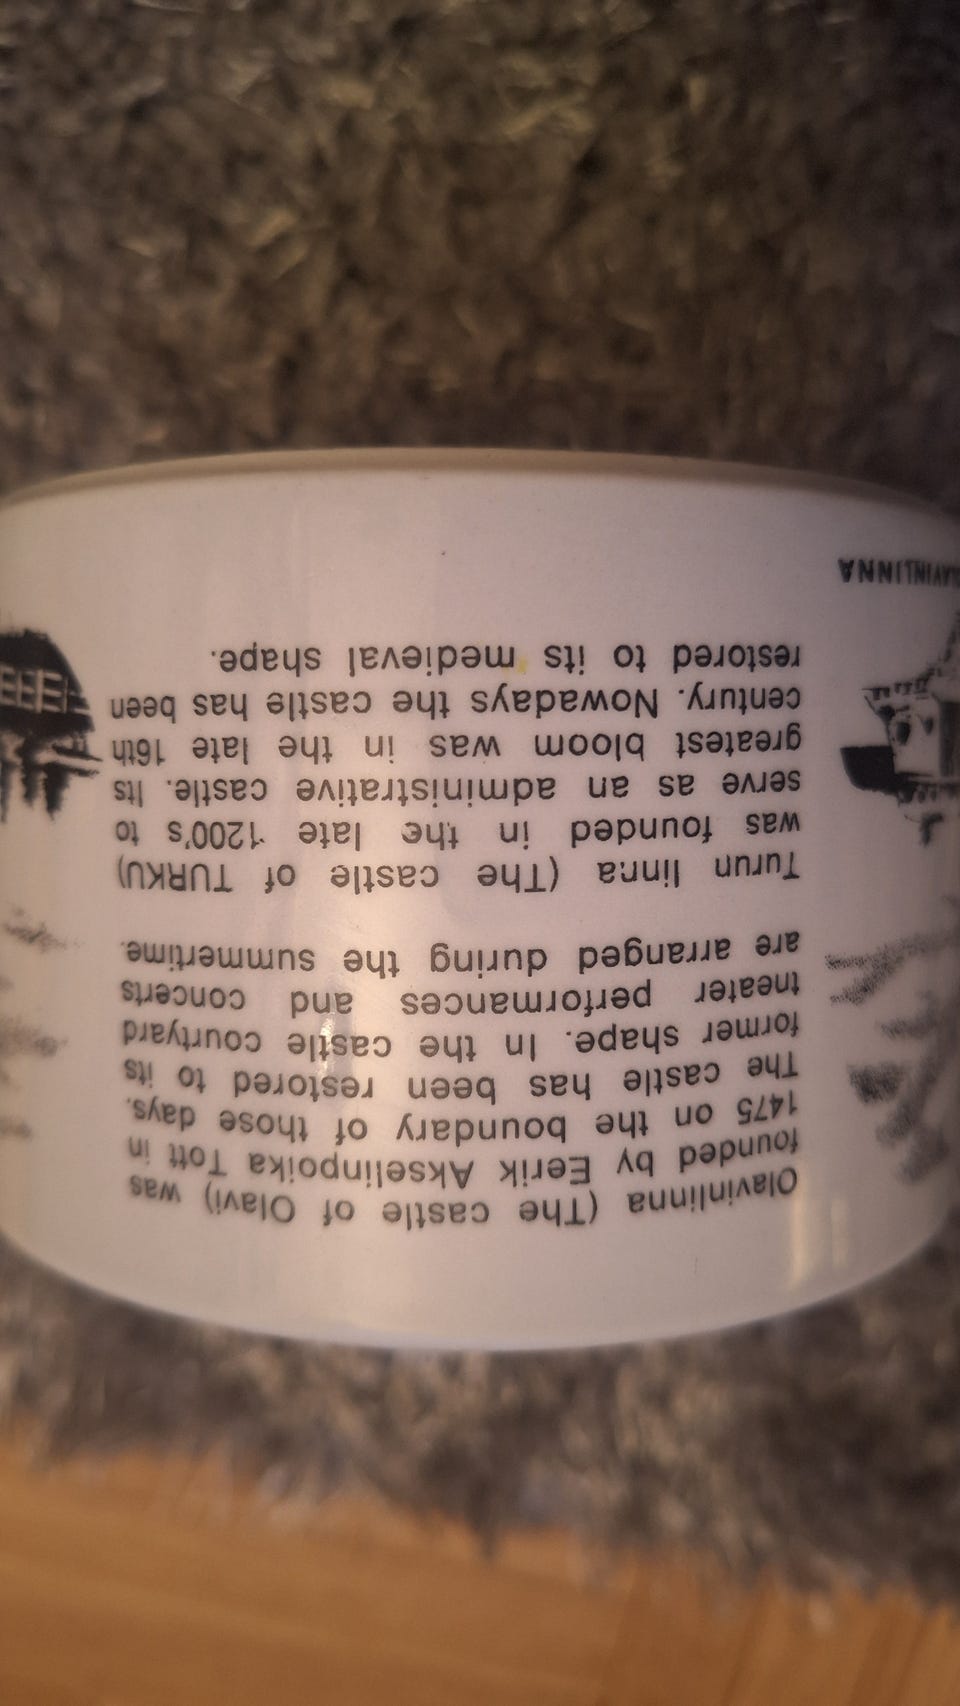 Olavinlinna (The castle of Olavi) was
founded by Eerik Akselinpoika Tott in
1475 on the boundary of those days.
The castle has been restored to its
former shape. In the castle courtyard
theater performances and concerts
are arranged during the summertime.
Turun linna (The castle of TURKU)
was founded in the late 1200's to
serve as an administrative castle. Its
greatest bloom was in the late 16th
century. Nowadays the castle has been
restored to its medieval shape.
AVINLINNA